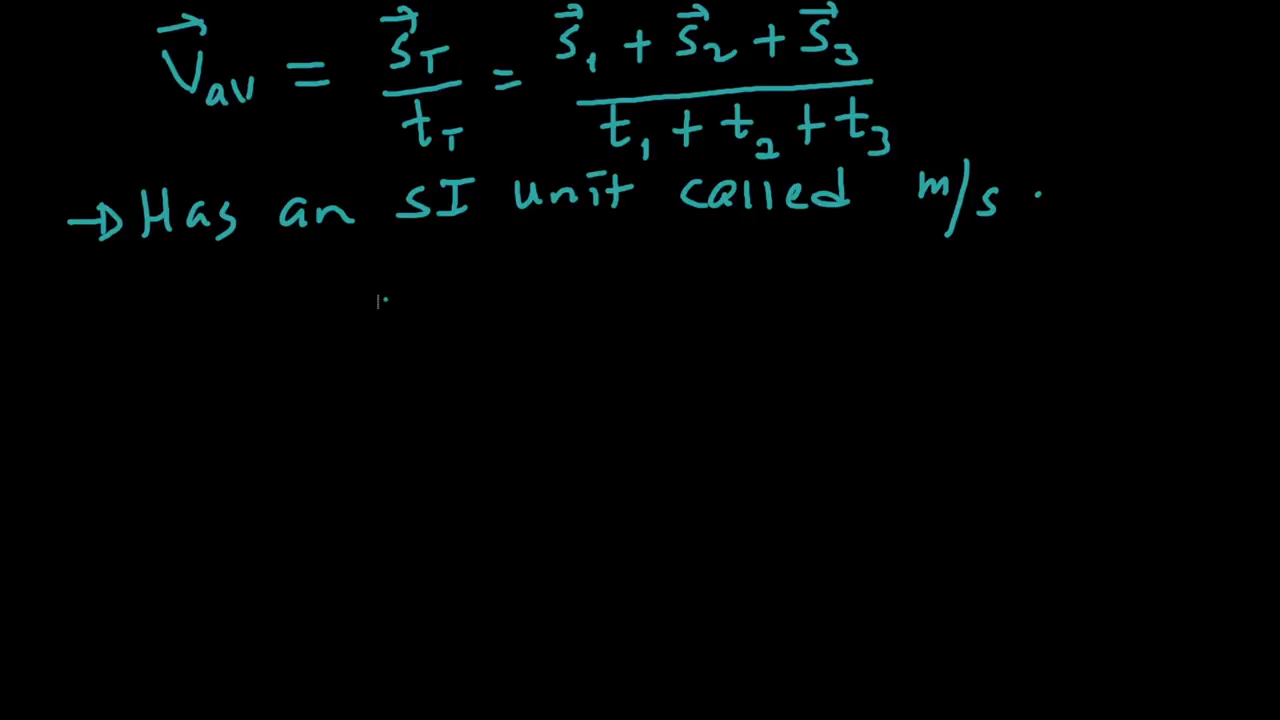 V⃗av = s⃗T/tT = (s⃗1 + s⃗2 + s⃗3)/(t1 + t2 + t3)
→ Has an SI unit called m/s.